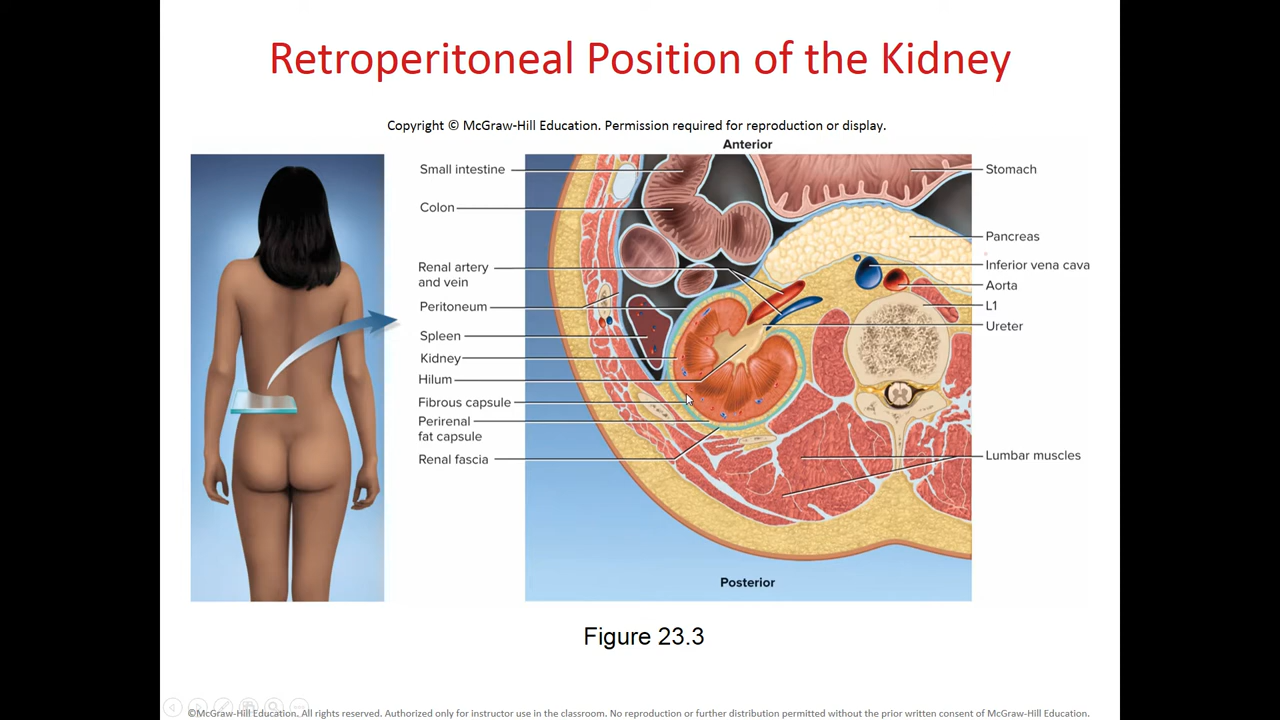 Retroperitoneal Position of the Kidney
Copyright © McGraw-Hill Education. Permission required for reproduction or display.
Anterior
Small intestine
Colon
Renal artery
and vein
Peritoneum
Spleen
Kidney
Hilum
Fibrous capsule
Perirenal
fat capsule
Renal fascia
Stomach
Pancreas
Inferior vena cava
Aorta
L1
Ureter
Lumbar muscles
Posterior
Figure 23.3
©McGraw-Hill Education. All rights reserved. Authorized only for instructor use in the classroom. No reproduction or further distribution permitted without the prior written consent of McGraw-Hill Education.